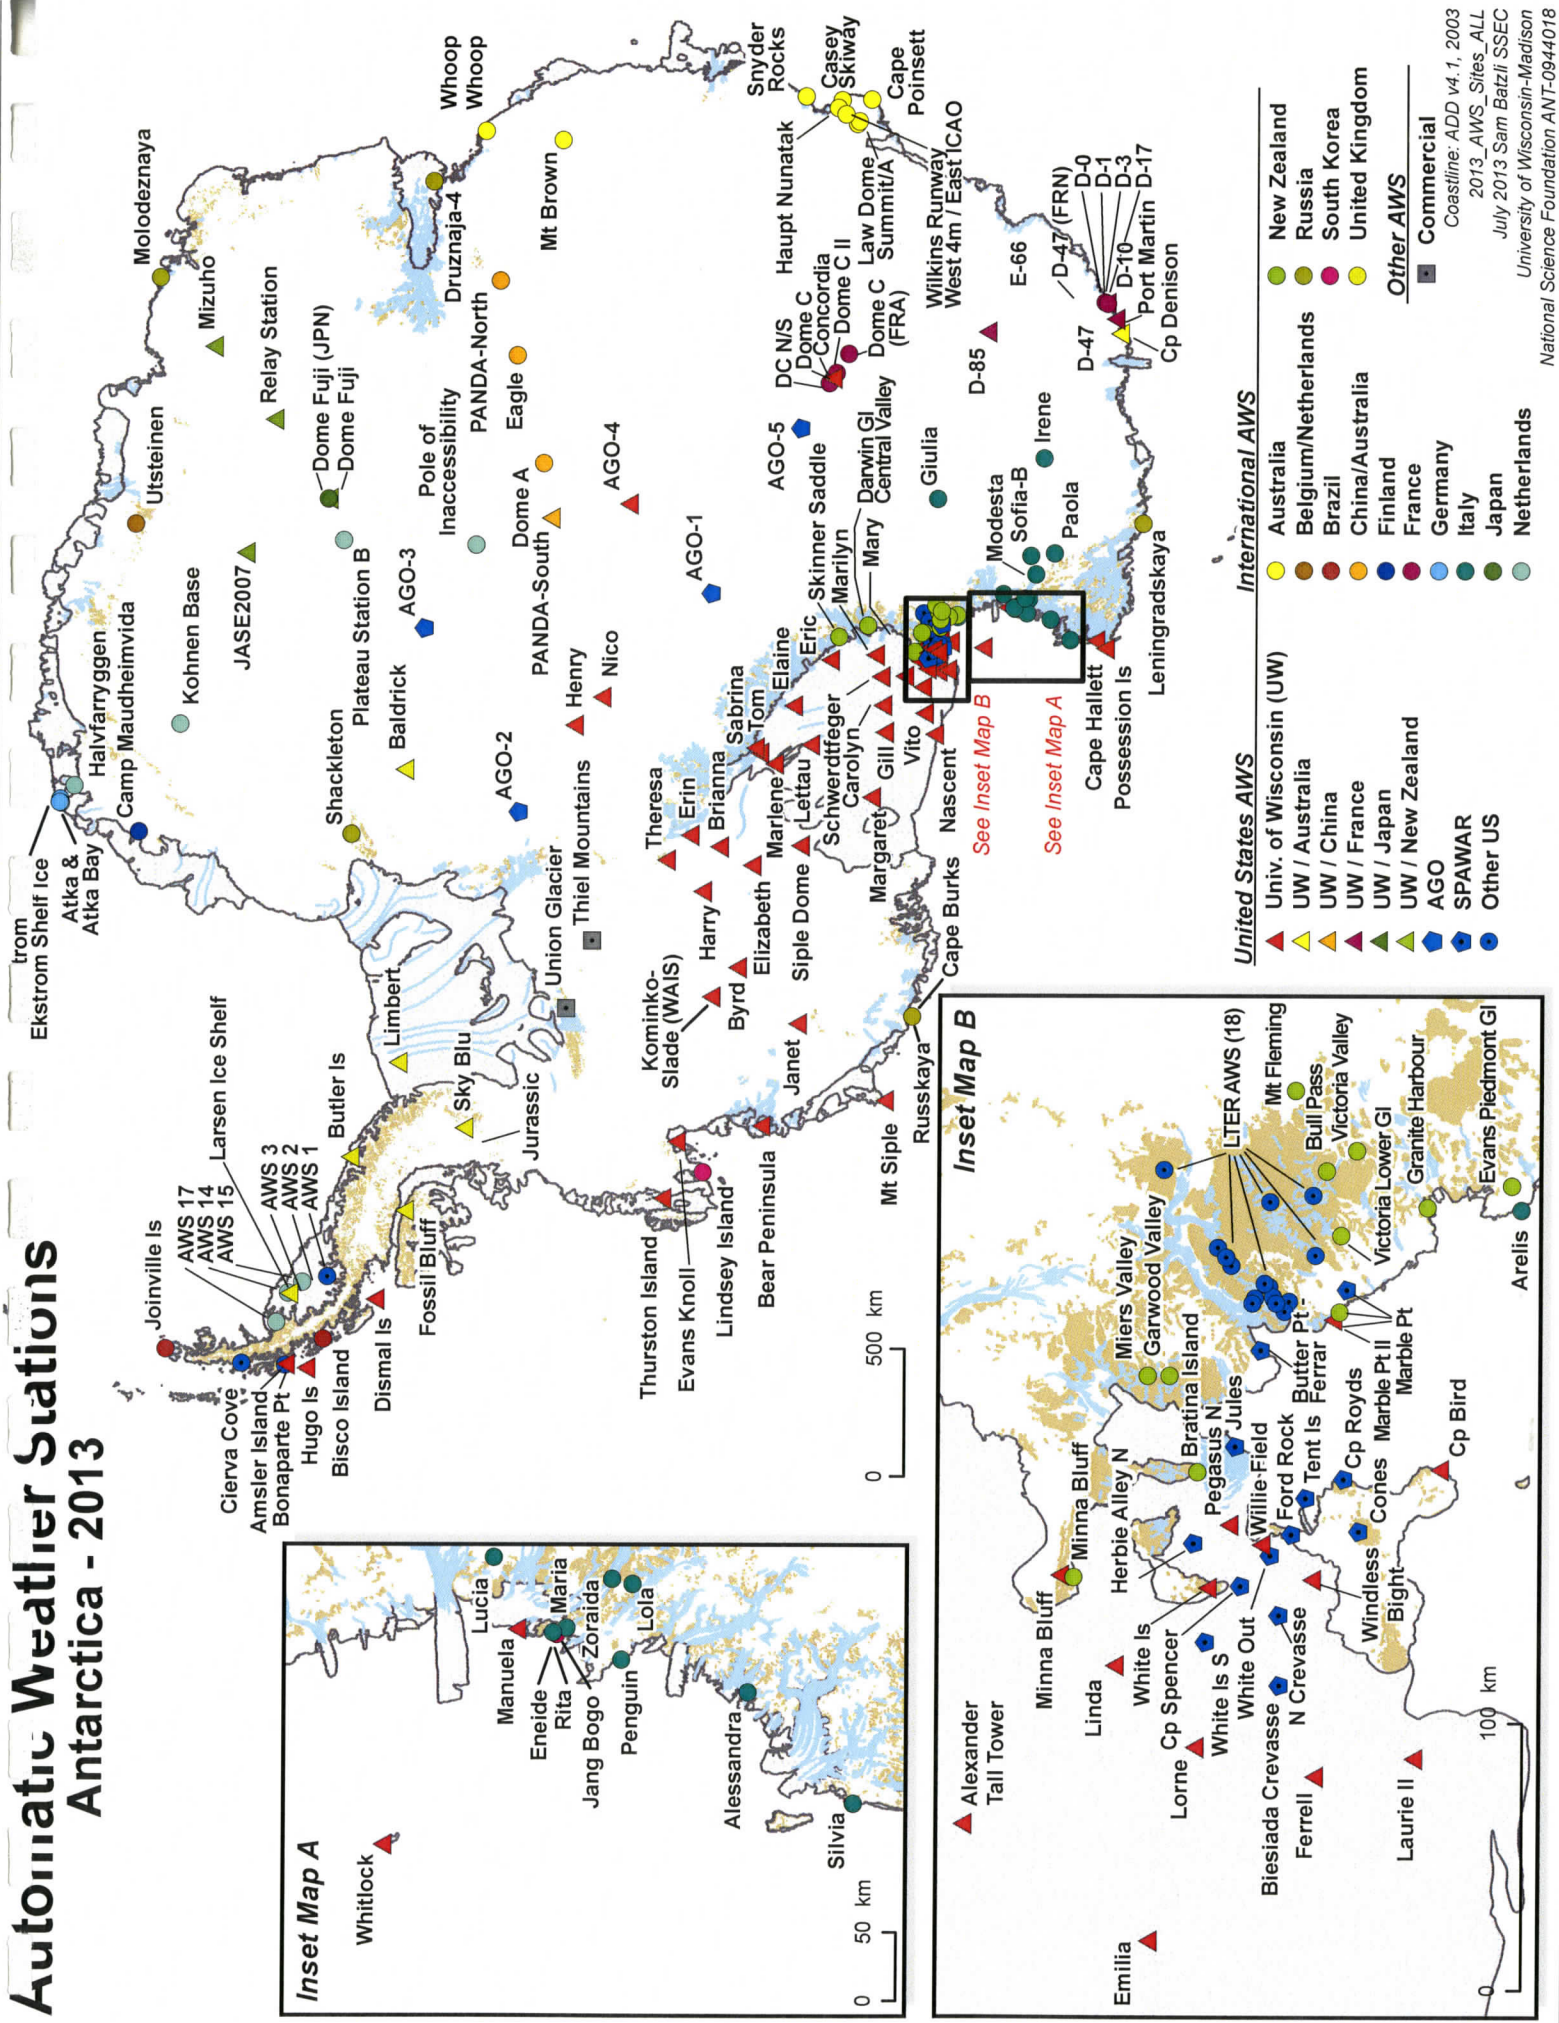 Automatic Weather Stations
Antarctica - 2013
Joinville Is
AWS 17
AWS 14
AWS 15
Larsen Ice Shelf
AWS 3
AWS 2
AWS 1
Butler Is
Limbert
Sky Blu
Jurassic
Fossil Bluff
Dismal Is
Cierva Cove
Amsler Island
Bonaparte Pt
Hugo Is
Bisco Island
from
Ekstrom Shelf Ice
Atka &
Atka Bay
Halvfarryggen
Camp Maudheimvida
Kohnen Base
JASE2007
Utsteinen
Shackleton
Plateau Station B
Baldrick
AGO-3
AGO-2
Union Glacier
Thiel Mountains
Molodeznaya
Mizuho
Relay Station
Dome Fuji (JPN)
Dome Fuji
Pole of
Inaccessibility
PANDA-North
Eagle
Dome A
PANDA-South
Henry
Nico
AGO-4
AGO-1
AGO-5
Whoop
Whoop
Druznaja-4
Mt Brown
Snyder
Rocks
Casey
Skiway
Cape
Poinsett
Haupt Nunatak
Law Dome
Summit/A
Wilkins Runway
West 4m / East ICAO
DC N/S
Dome C
Concordia
Dome C II
Dome C
(FRA)
E-66
D-47 (FRN)
D-0
D-1
D-3
D-17
D-10
Port Martin
Cp Denison
D-47
D-85
Giulia
Irene
Modesta
Sofia-B
Paola
Leningradskaya
Skinner Saddle
Marilyn
Darwin Gl
Central Valley
Mary
Theresa
Erin
Brianna
Sabrina
Tom
Elaine
Eric
Harry
Elizabeth
Marlene
Lettau
Siple Dome
Schwerdtfeger
Carolyn
Gill
Vito
Margaret
Nascent
Kominko-
Slade (WAIS)
Byrd
Janet
Cape Burks
Russkaya
Mt Siple
Thurston Island
Evans Knoll
Lindsey Island
Bear Peninsula
See Inset Map B
See Inset Map A
Cape Hallett
Possession Is
0 500 km
Inset Map A
Whitlock
Lucia
Manuela
Eneide
Rita
Maria
Zoraida
Jang Bogo
Lola
Penguin
Alessandra
Silvia
0 50 km
Inset Map B
Alexander
Tall Tower
Emilia
Minna Bluff
Minna Bluff
Linda
Herbie Alley N
White Is
Cp Spencer
Lorne
White Is S
White Out
Biesiada Crevasse
N Crevasse
Ferrell
Laurie II
Miers Valley
Garwood Valley
Bratina Island
Pegasus N
Jules
Willie Field
Ford Rock
Tent Is
Cp Royds
Cones
Windless
Bight
Cp Bird
Butter Pt -
Ferrar
Marble Pt II
Marble Pt
LTER AWS (18)
Mt Fleming
Bull Pass
Victoria Valley
Victoria Lower Gl
Granite Harbour
Evans Piedmont Gl
Arelis
0 100 km
United States AWS
Univ. of Wisconsin (UW)
UW / Australia
UW / China
UW / France
UW / Japan
UW / New Zealand
AGO
SPAWAR
Other US
International AWS
Australia
Belgium/Netherlands
Brazil
China/Australia
Finland
France
Germany
Italy
Japan
Netherlands
New Zealand
Russia
South Korea
United Kingdom
Other AWS
Commercial
Coastline: ADD v4.1, 2003
2013_AWS_Sites_ALL
July 2013 Sam Batzli SSEC
University of Wisconsin-Madison
National Science Foundation ANT-0944018